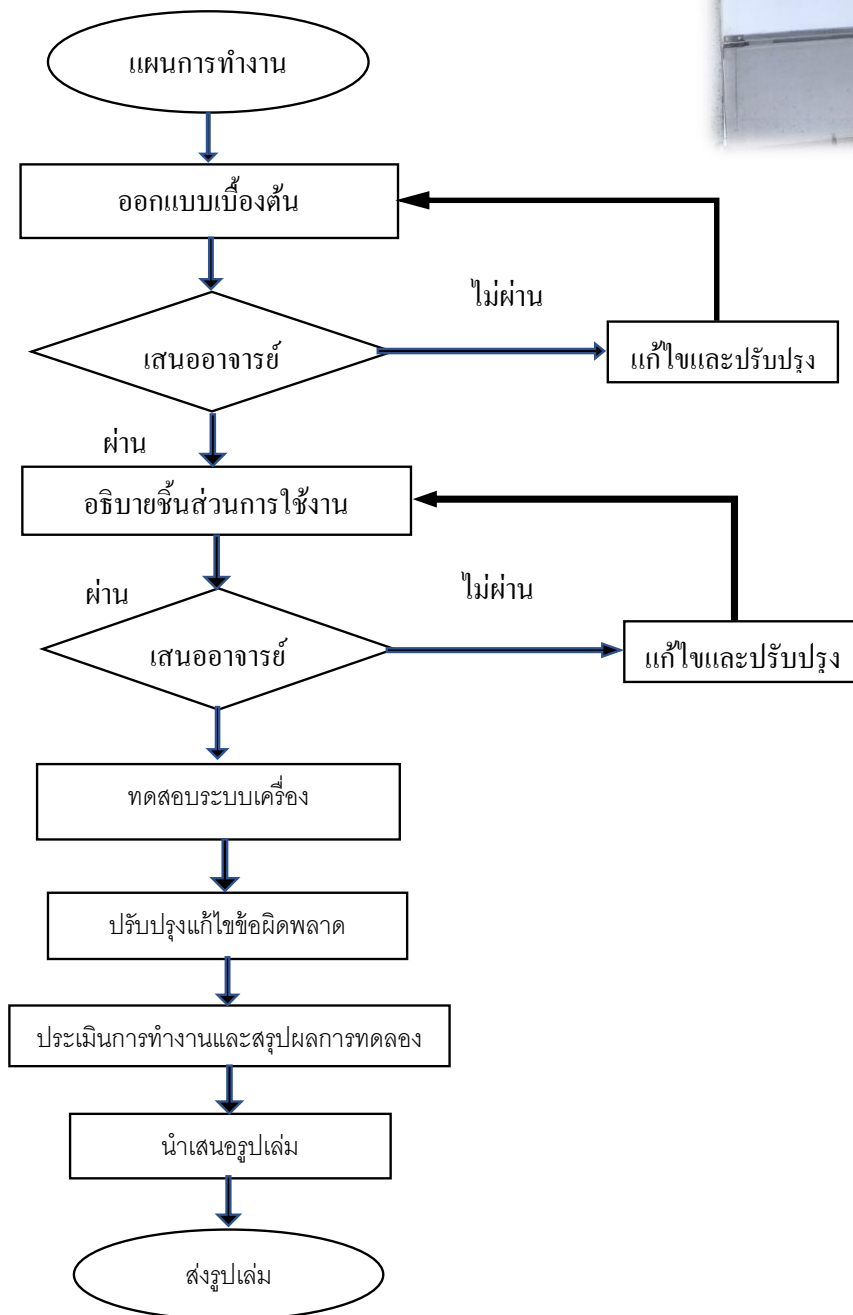 แผนการทำงาน
ออกแบบเบื้องต้น
ไม่ผ่าน
เสนออาจารย์
แก้ไขและปรับปรุง
ผ่าน
อธิบายชิ้นส่วนการใช้งาน
ผ่าน
ไม่ผ่าน
เสนออาจารย์
แก้ไขและปรับปรุง
ทดสอบระบบเครื่อง
ปรับปรุงแก้ไขข้อผิดพลาด
ประเมินการทำงานและสรุปผลการทดลอง
นำเสนอรูปเล่ม
ส่งรูปเล่ม